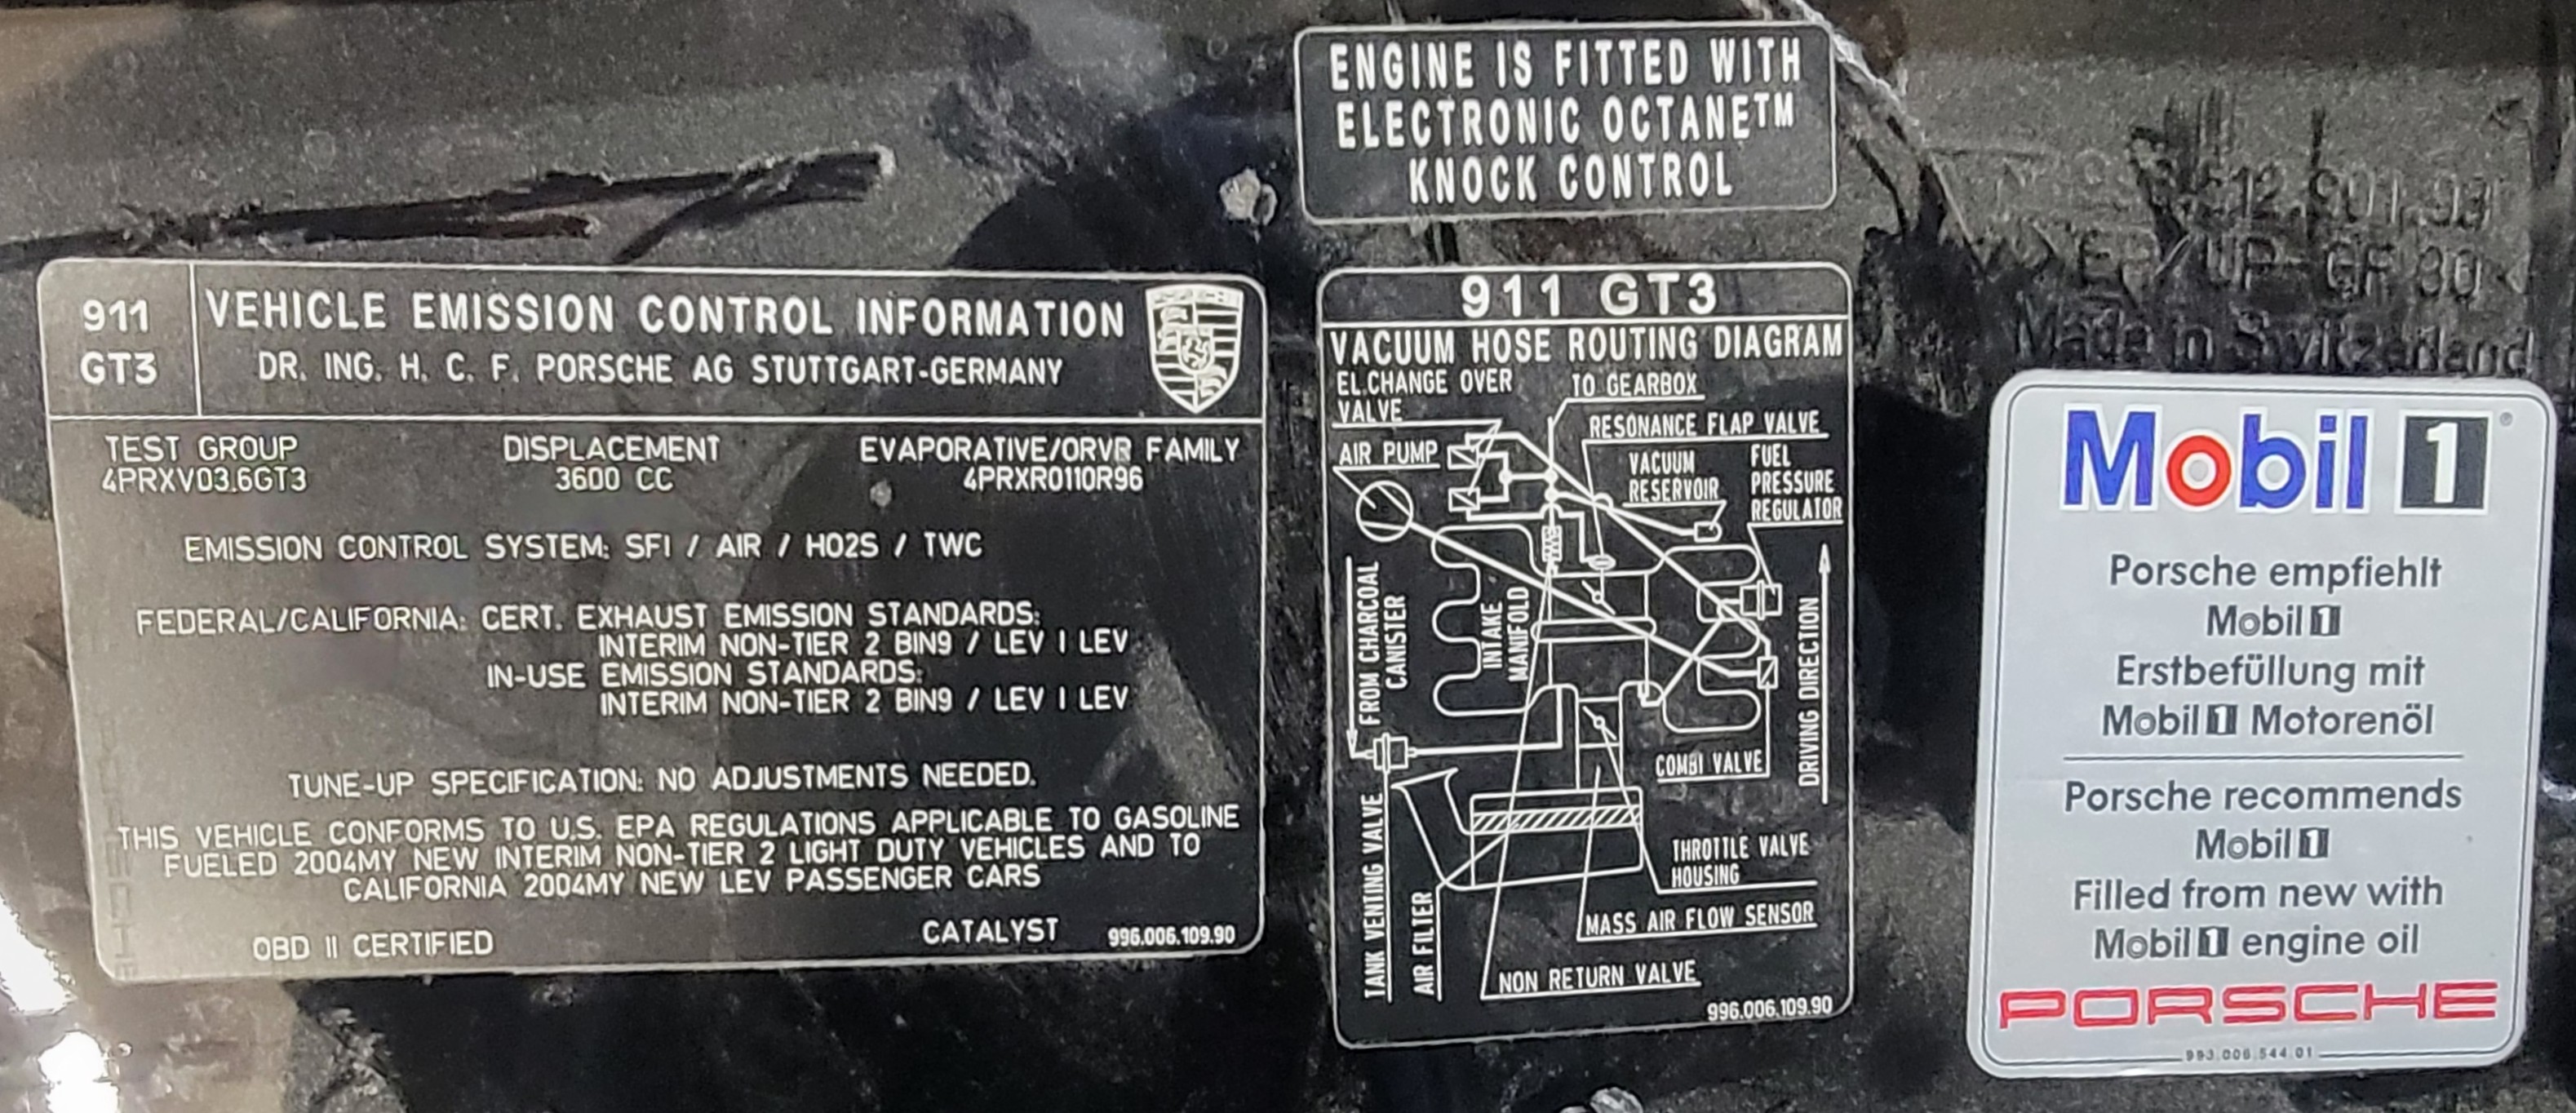 ENGINE IS FITTED WITH
ELECTRONIC OCTANE™
KNOCK CONTROL
911
GT3
VEHICLE EMISSION CONTROL INFORMATION
DR. ING. H. C. F. PORSCHE AG STUTTGART-GERMANY
TEST GROUP
4PRXV03.6GT3
DISPLACEMENT
3600 CC
EVAPORATIVE/ORVR FAMILY
4PRXR0110R96
EMISSION CONTROL SYSTEM: SFI / AIR / HO2S / TWC
FEDERAL/CALIFORNIA: CERT. EXHAUST EMISSION STANDARDS:
INTERIM NON-TIER 2 BIN9 / LEV I LEV
IN-USE EMISSION STANDARDS:
INTERIM NON-TIER 2 BIN9 / LEV I LEV
TUNE-UP SPECIFICATION: NO ADJUSTMENTS NEEDED.
THIS VEHICLE CONFORMS TO U.S. EPA REGULATIONS APPLICABLE TO GASOLINE
FUELED 2004MY NEW INTERIM NON-TIER 2 LIGHT DUTY VEHICLES AND TO
CALIFORNIA 2004MY NEW LEV PASSENGER CARS
OBD II CERTIFIED
CATALYST
996.006.109.90
911 GT3
VACUUM HOSE ROUTING DIAGRAM
EL.CHANGE OVER
VALVE
TO GEARBOX
RESONANCE FLAP VALVE
AIR PUMP
VACUUM
RESERVOIR
FUEL
PRESSURE
REGULATOR
FROM CHARCOAL
CANISTER
INTAKE
MANIFOLD
DRIVING DIRECTION
COMBI VALVE
TANK VENTING VALVE
AIR FILTER
THROTTLE VALVE
HOUSING
MASS AIR FLOW SENSOR
NON RETURN VALVE
996.006.109.90
12.901.93
GF 30
Made in Switzerland
Mobil 1®
Porsche empfiehlt
Mobil 1
Erstbefüllung mit
Mobil 1 Motorenöl
Porsche recommends
Mobil 1
Filled from new with
Mobil 1 engine oil
PORSCHE
993.006.544.01